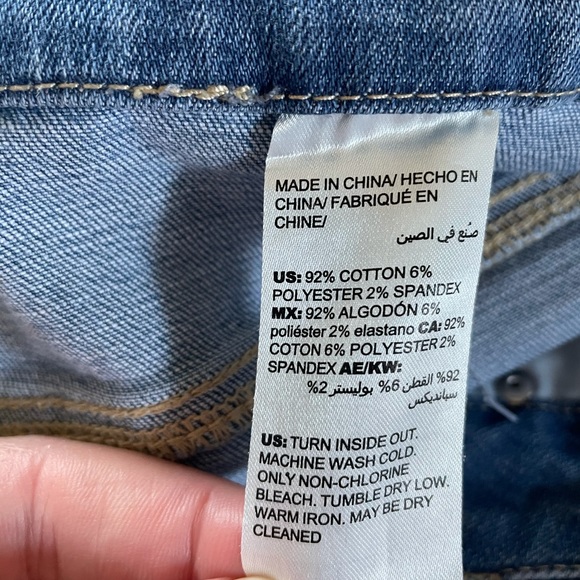 MADE IN CHINA/ HECHO EN
CHINA/ FABRIQUÉ EN
CHINE/
صُنع في الصين
US: 92% COTTON 6%
POLYESTER 2% SPANDEX
MX: 92% ALGODÓN 6%
poliéster 2% elastano CA: 92%
COTON 6% POLYESTER 2%
SPANDEX AE/KW:
%92 القطن 6% بوليستر 2%
سبانديكس
US: TURN INSIDE OUT.
MACHINE WASH COLD.
ONLY NON-CHLORINE
BLEACH. TUMBLE DRY LOW.
WARM IRON. MAY BE DRY
CLEANED